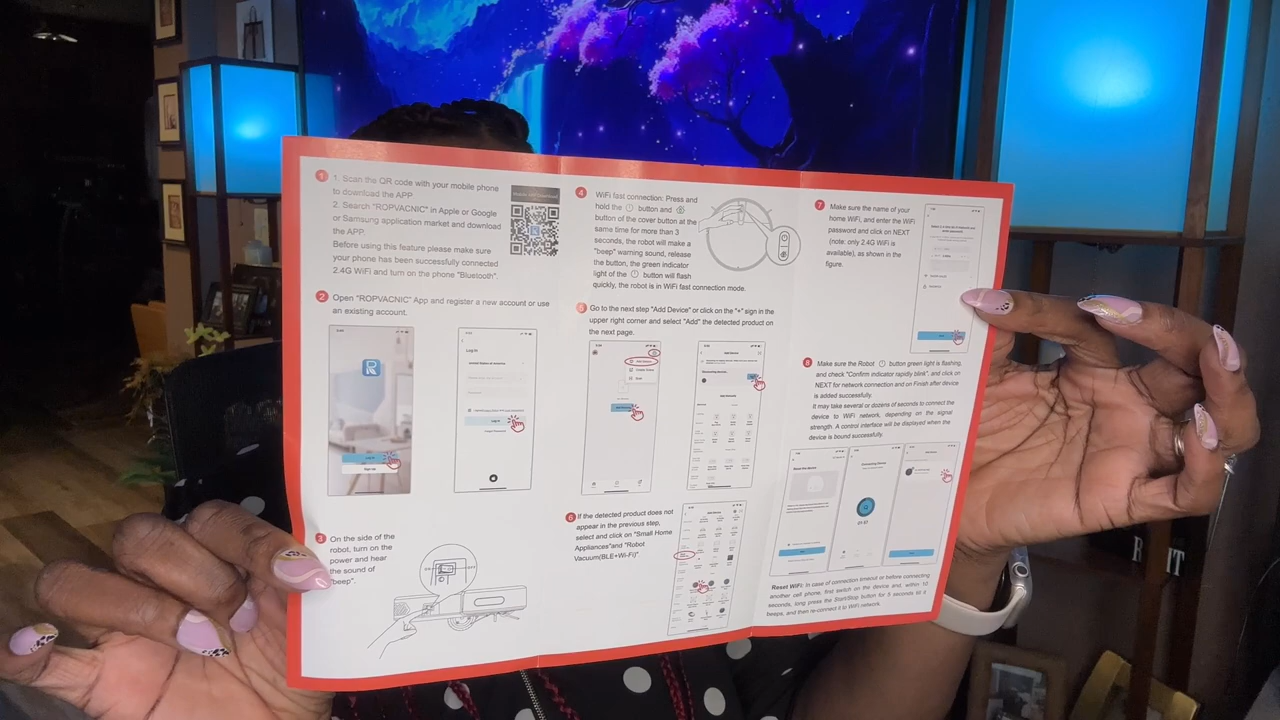 1
1. Scan the QR code with your mobile phone
to download the APP
2. Search "ROPVACNIC" in Apple or Google
or Samsung application market and download
the APP.
Before using this feature please make sure
your phone has been successfully connected
2.4G WiFi and turn on the phone "Bluetooth".
2
Open "ROPVACNIC" App and register a new account or use
an existing account.
R
Log in
Sign up
Log in
Log in
3
On the side of the
robot, turn on the
power and hear
the sound of
"beep".
4
WiFi fast connection: Press and
hold the button and
button of the cover button at the
same time for more than 3
seconds, the robot will make a
"beep" warning sound, release
the button, the green indicator
light of the button will flash
quickly, the robot is in WiFi fast connection mode.
5
Go to the next step "Add Device" or click on the "+" sign in the
upper right corner and select "Add" the detected product on
the next page.
Add Device
6
If the detected product does not
appear in the previous step,
select and click on "Small Home
Appliances"and "Robot
Vacuum(BLE+Wi-Fi)"
Add Device
7
Make sure the name of your
home WiFi, and enter the WiFi
password and click on NEXT
(note: only 2.4G WiFi is
available), as shown in the
figure.
8
Make sure the Robot button green light is flashing,
and check "Confirm indicator rapidly blink", and click on
NEXT for network connection and on Finish after device
is added successfully.
It may take several or dozens of seconds to connect the
device to WiFi network, depending on the signal
strength. A control interface will be displayed when the
device is bound successfully.
Reset WiFi: In case of connection timeout or before connecting
another cell phone, first switch on the device and, within 10
seconds, long press the Start/Stop button for 5 seconds let it
beeps, and then re-connect it to WiFi network.